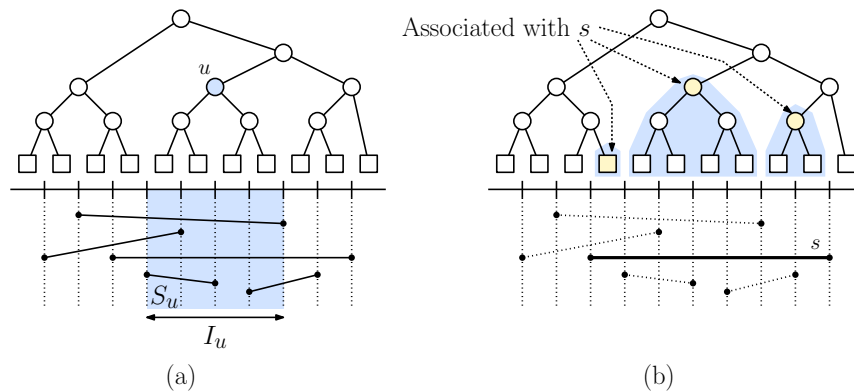 Associated with s
u
s
S_u
I_u
(a)
(b)